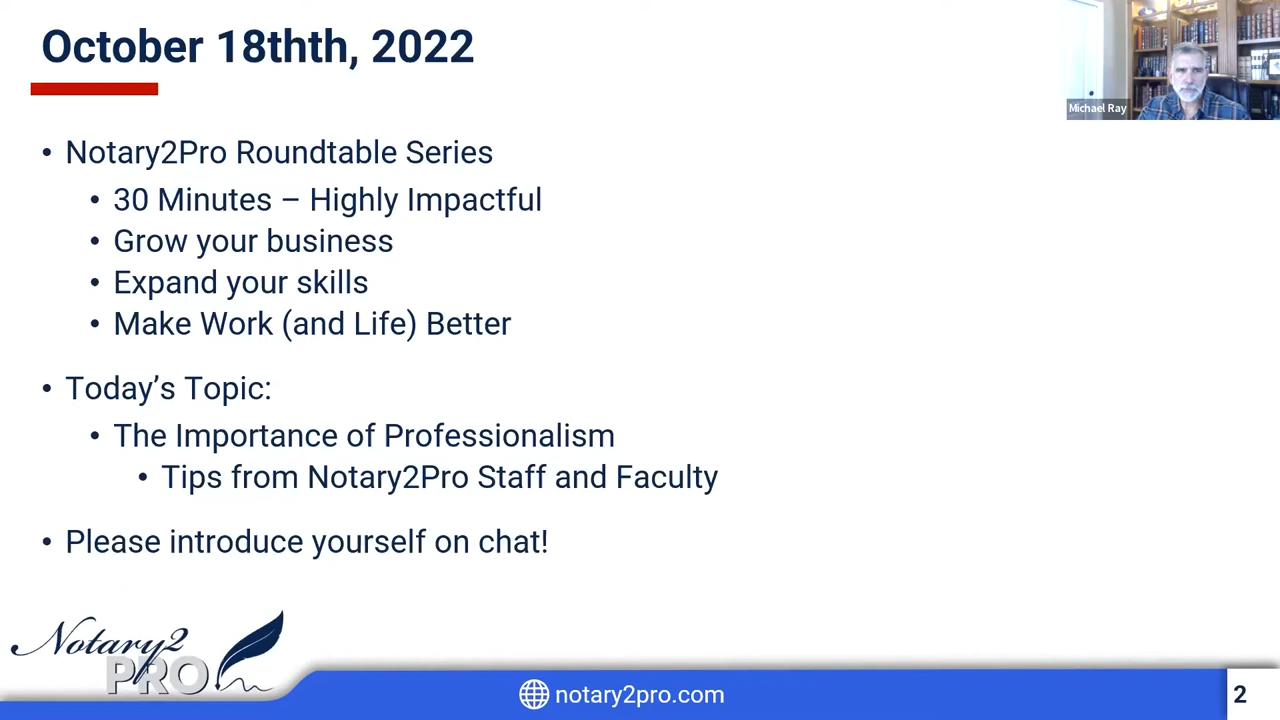 October 18thth, 2022
Michael Ray
• Notary2Pro Roundtable Series
• 30 Minutes – Highly Impactful
• Grow your business
• Expand your skills
• Make Work (and Life) Better
• Today's Topic:
• The Importance of Professionalism
• Tips from Notary2Pro Staff and Faculty
• Please introduce yourself on chat!
Notary2
PRO
notary2pro.com
2